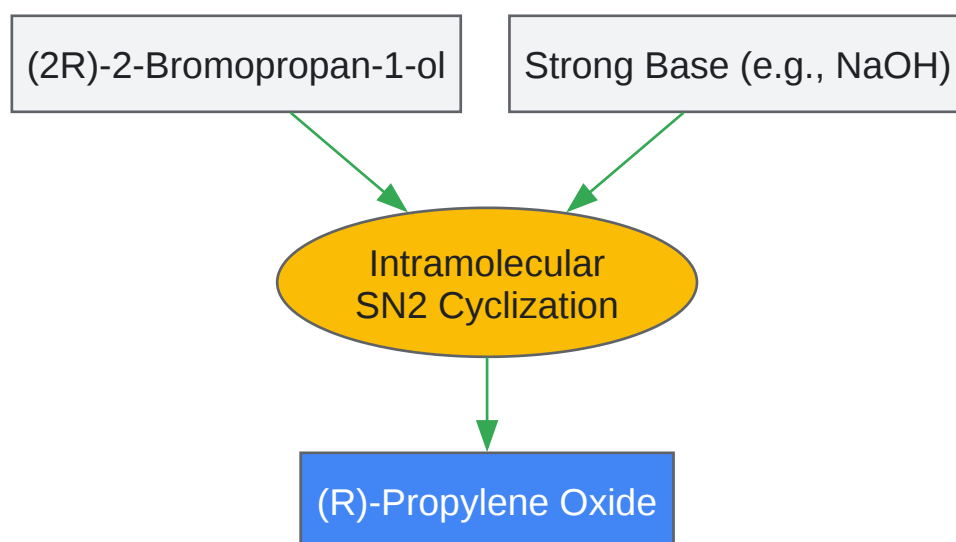 (2R)-2-Bromopropan-1-ol
Strong Base (e.g., NaOH)
Intramolecular
SN2 Cyclization
(R)-Propylene Oxide